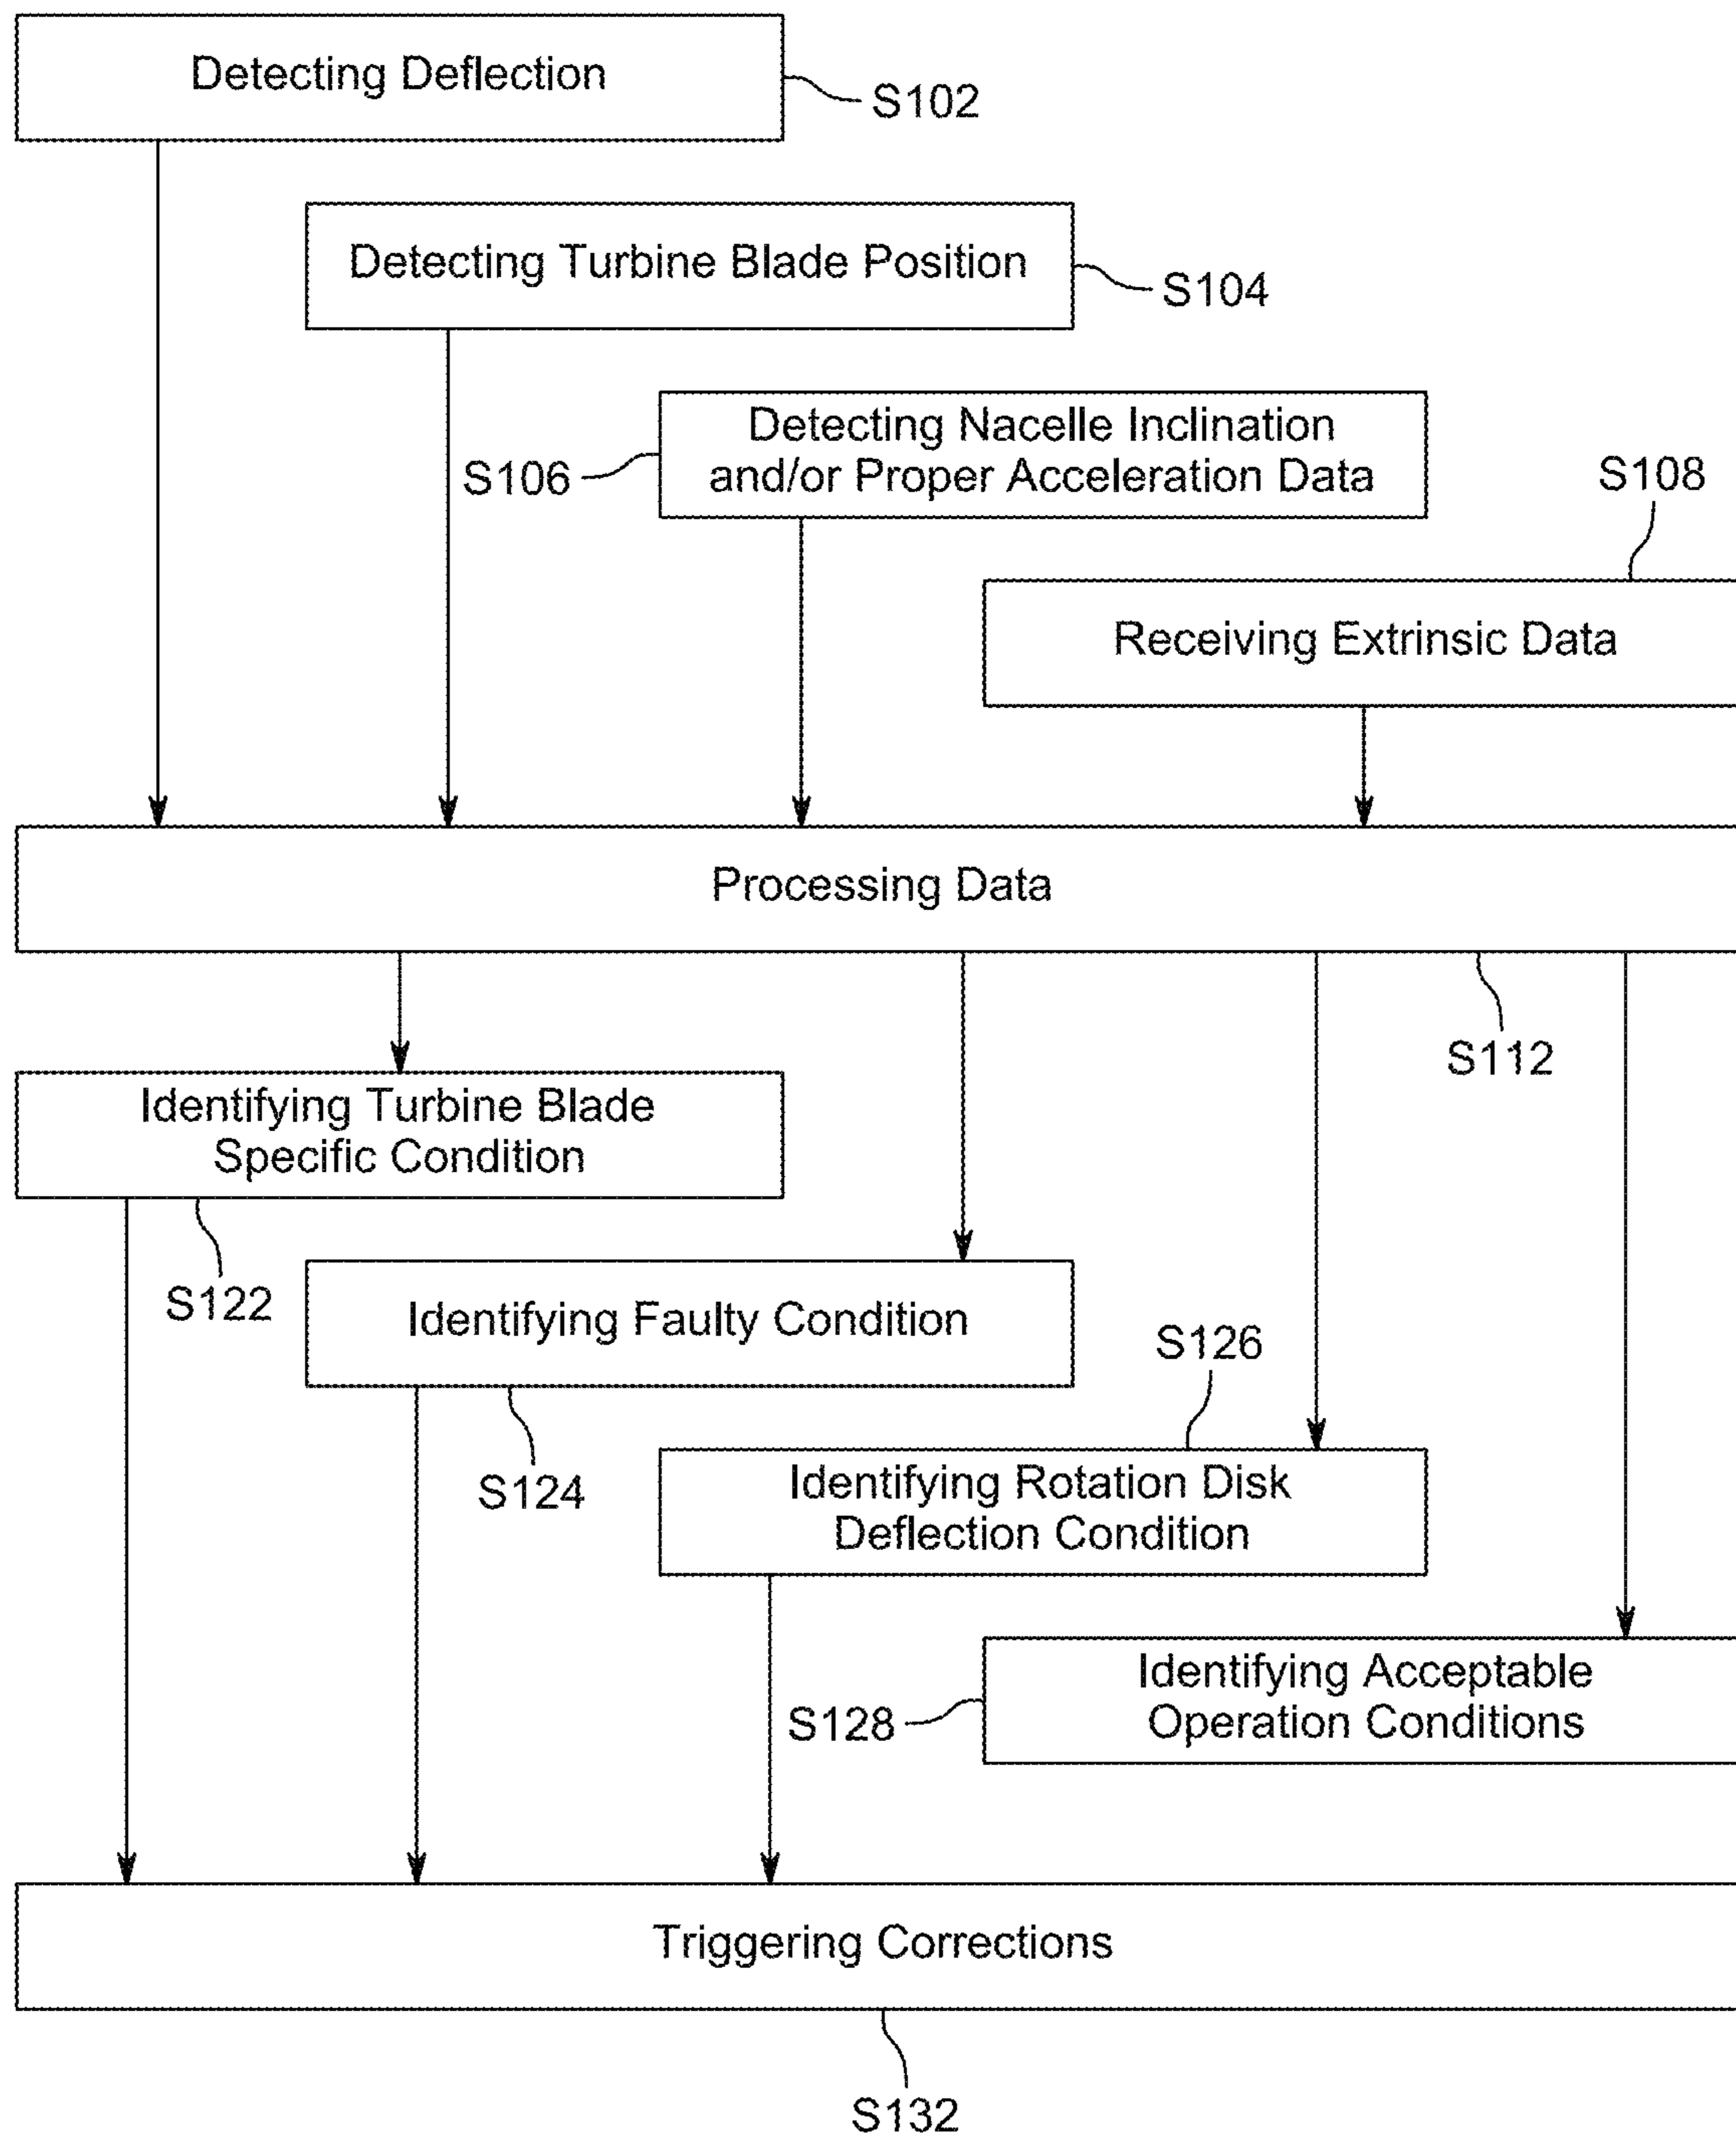 Detecting Deflection
S102
Detecting Turbine Blade Position
S104
Detecting Nacelle Inclination
and/or Proper Acceleration Data
S106
S108
Receiving Extrinsic Data
Processing Data
S112
Identifying Turbine Blade
Specific Condition
S122
Identifying Faulty Condition
S124
S126
Identifying Rotation Disk
Deflection Condition
Identifying Acceptable
Operation Conditions
S128
Triggering Corrections
S132